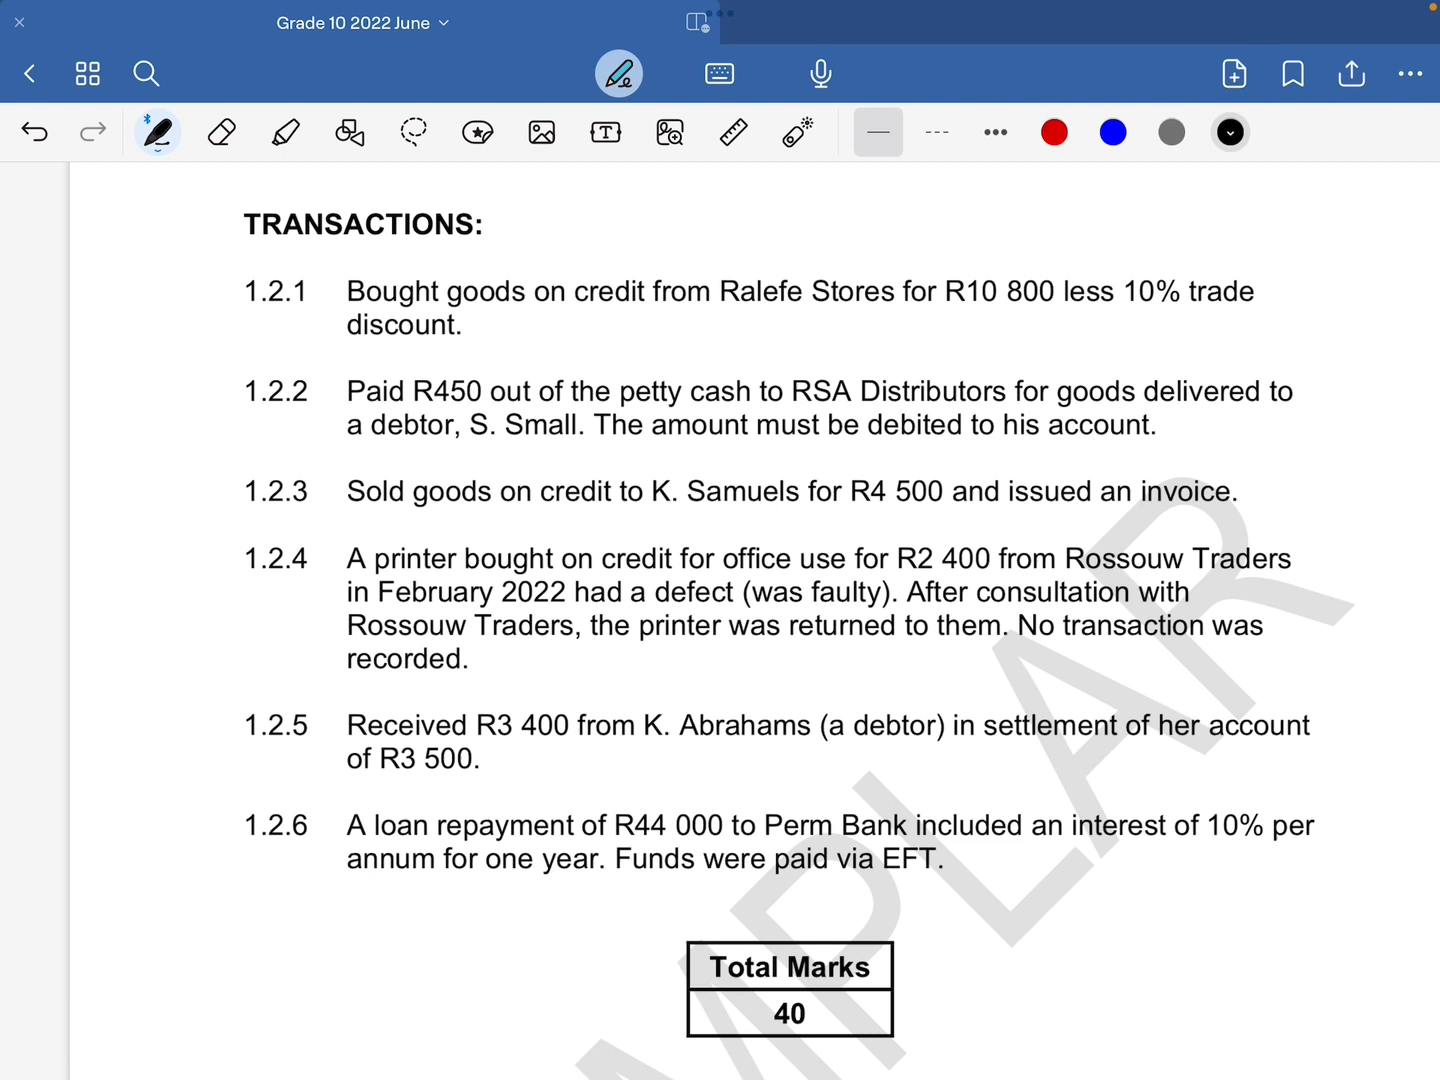 Grade 10 2022 June
TRANSACTIONS:
1.2.1 Bought goods on credit from Ralefe Stores for R10 800 less 10% trade
discount.
1.2.2 Paid R450 out of the petty cash to RSA Distributors for goods delivered to
a debtor, S. Small. The amount must be debited to his account.
1.2.3 Sold goods on credit to K. Samuels for R4 500 and issued an invoice.
1.2.4 A printer bought on credit for office use for R2 400 from Rossouw Traders
in February 2022 had a defect (was faulty). After consultation with
Rossouw Traders, the printer was returned to them. No transaction was
recorded.
1.2.5 Received R3 400 from K. Abrahams (a debtor) in settlement of her account
of R3 500.
1.2.6 A loan repayment of R44 000 to Perm Bank included an interest of 10% per
annum for one year. Funds were paid via EFT.
Total Marks
40
MPLAR